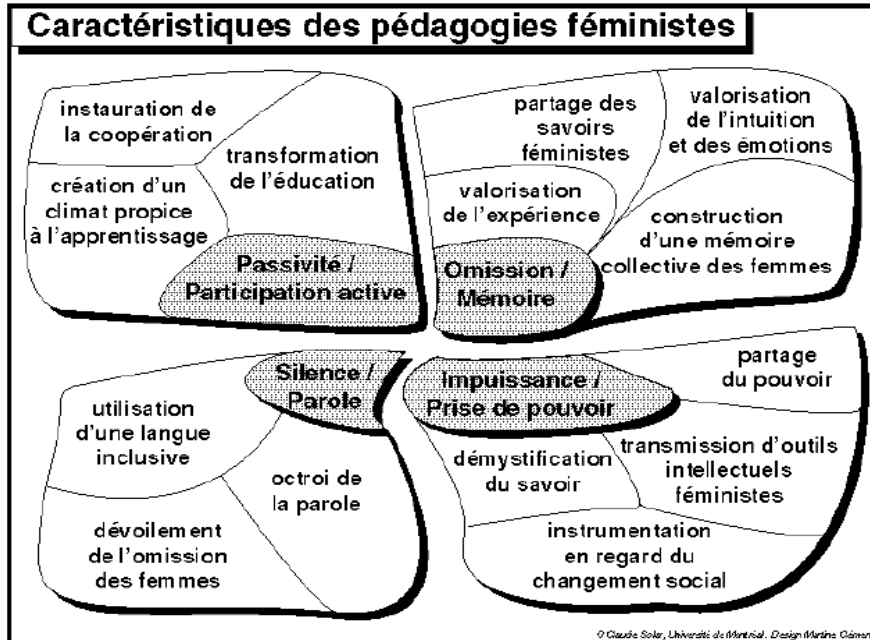 Caractéristiques des pédagogies féministes
instauration de
la coopération
transformation
de l'éducation
création d'un
climat propice
à l'apprentissage
Passivité /
Participation active
partage des
savoirs
féministes
valorisation
de l'intuition
et des émotions
valorisation
de l'expérience
construction
d'une mémoire
collective des femmes
Omission /
Mémoire
Silence /
Parole
utilisation
d'une langue
inclusive
octroi de
la parole
dévoilement
de l'omission
des femmes
Impuissance /
Prise de pouvoir
partage
du pouvoir
démystification
du savoir
transmission d'outils
intellectuels
féministes
instrumentation
en regard du
changement social
© Claudie Solar, Université de Montréal. Design Martine Clément